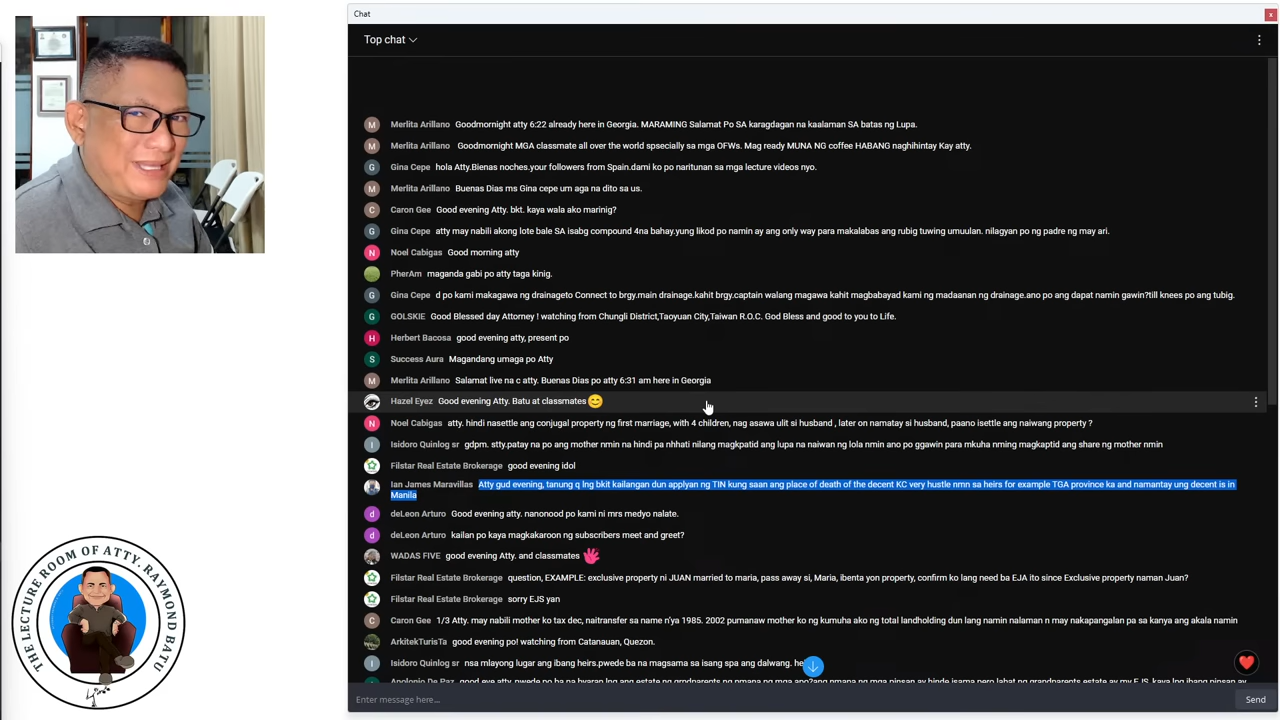 Chat
Top chat
Merlita Arillano Goodmornight atty 6:22 already here in Georgia. MARAMING Salamat Po SA karagdagan na kaalaman SA batas ng Lupa.
Merlita Arillano Goodmornight MGA classmate all over the world spsecially sa mga OFWs. Mag ready MUNA NG coffee HABANG naghihintay Kay atty.
Gina Cepe hola Atty.Bienas noches.your followers from Spain.dami ko po naritunan sa mga lecture videos nyo.
Merlita Arillano Buenas Dias ms Gina cepe um aga na dito sa us.
Caron Gee Good evening Atty. bkt. kaya wala ako marinig?
Gina Cepe atty may nabili akong lote bale SA isabg compound 4na bahay.yung likod po namin ay ang only way para makalabas ang rubig tuwing umuulan. nilagyan po ng padre ng may ari.
Noel Cabigas Good morning atty
PherAm maganda gabi po atty taga kinig.
Gina Cepe d po kami makagawa ng drainageto Connect to brgy.main drainage.kahit brgy.captain walang magawa kahit magbabayad kami ng madaanan ng drainage.ano po ang dapat namin gawin?till knees po ang tubig.
GOLSKIE Good Blessed day Attorney ! watching from Chungli District,Taoyuan City,Taiwan R.O.C. God Bless and good to you to Life.
Herbert Bacosa good evening atty, present po
Success Aura Magandang umaga po Atty
Merlita Arillano Salamat live na c atty. Buenas Dias po atty 6:31 am here in Georgia
Hazel Eyez Good evening Atty. Batu at classmates
Noel Cabigas atty. hindi nasettle ang conjugal property ng first marriage, with 4 children, nag asawa ulit si husband , later on namatay si husband, paano isettle ang naiwang property ?
Isidoro Quinlog sr gdpm. stty.patay na po ang mother nmin na hindi pa nhhati nilang magkpatid ang lupa na naiwan ng lola nmin ano po ggawin para mkuha nming magkaptid ang share ng mother nmin
Filstar Real Estate Brokerage good evening idol
Ian James Maravillas Atty gud evening, tanung q lng bkit kailangan dun applyan ng TIN kung saan ang place of death of the decent KC very hustle nmn sa heirs for example TGA province ka and namantay ung decent is in
Manila
deLeon Arturo Good evening atty. nanonood po kami ni mrs medyo nalate.
deLeon Arturo kailan po kaya magkakaroon ng subscribers meet and greet?
WADAS FIVE good evening Atty. and classmates
Filstar Real Estate Brokerage question, EXAMPLE: exclusive property ni JUAN married to maria, pass away si, Maria, ibenta yon property, confirm ko lang need ba EJA ito since Exclusive property naman Juan?
Filstar Real Estate Brokerage sorry EJS yan
Caron Gee 1/3 Atty. may nabili mother ko tax dec, naitransfer sa name n'ya 1985. 2002 pumanaw mother ko ng kumuha ako ng total landholding dun lang namin nalaman n may nakapangalan pa sa kanya ang akala namin
ArkitekTurisTa good evening po! watching from Catanauan, Quezon.
Isidoro Quinlog sr nsa mlayong lugar ang ibang heirs.pwede ba na magsama sa isang spa ang dalwang. he
Apolonio De Paz good eve atty. pwede po ba na
Enter message here...
Send
THE LECTURE ROOM OF ATTY. RAYMOND BATU